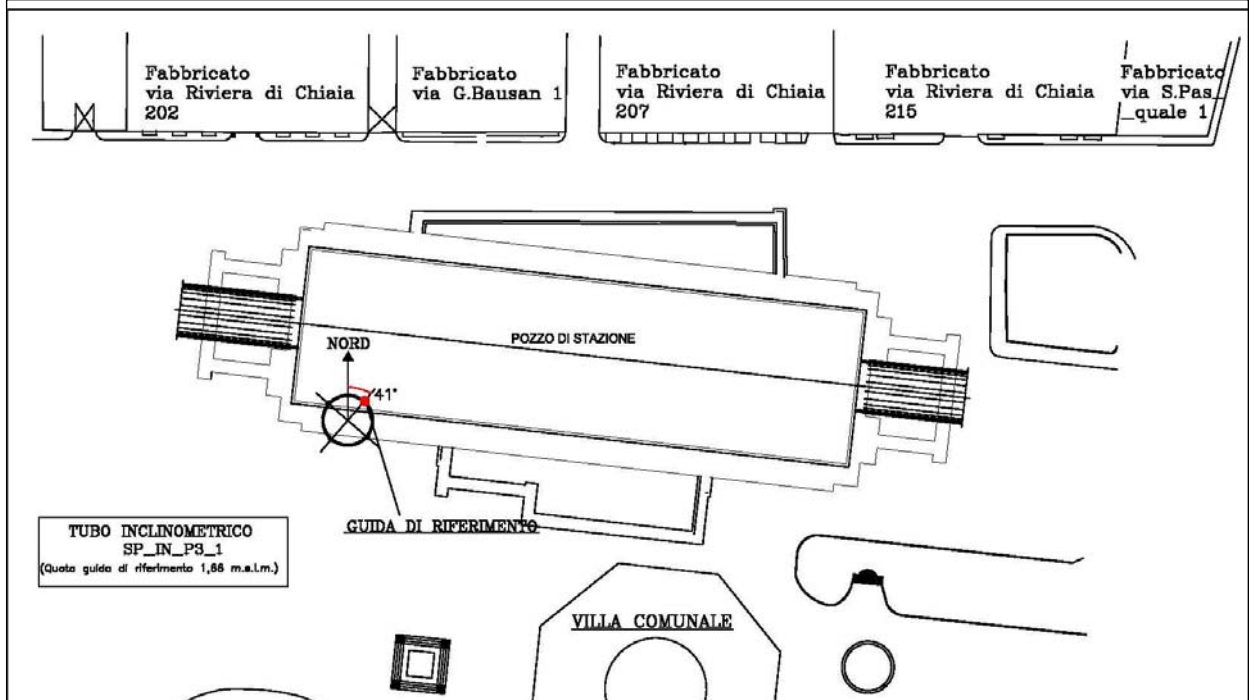 Fabbricato
via Riviera di Chiaia
202
Fabbricato
via G.Bausan 1
Fabbricato
via Riviera di Chiaia
207
Fabbricato
via Riviera di Chiaia
215
Fabbricato
via S.Pas
_quale 1
POZZO DI STAZIONE
NORD
41°
GUIDA DI RIFERIMENTO
TUBO INCLINOMETRICO
SP_IN_P3_1
(Quota guida di riferimento 1,66 m.s.l.m.)
VILLA COMUNALE